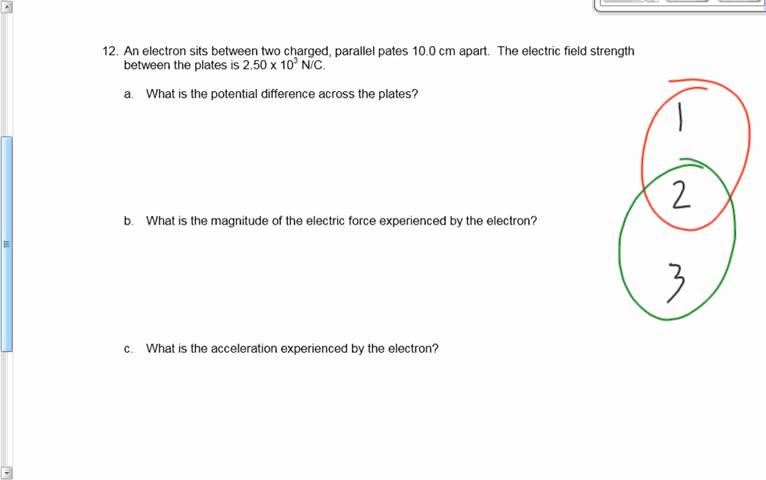 12. An electron sits between two charged, parallel pates 10.0 cm apart. The electric field strength
between the plates is 2.50 x 10³ N/C.
a. What is the potential difference across the plates?
1
2
b. What is the magnitude of the electric force experienced by the electron?
3
c. What is the acceleration experienced by the electron?